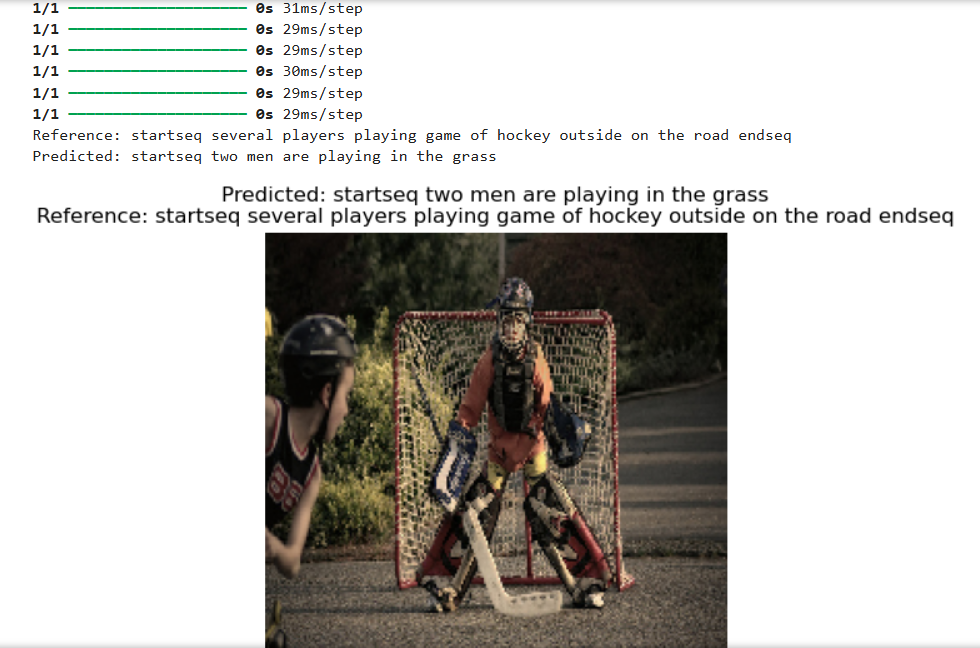 1/1 ━━━━━━━━━━━━━━━━━━━━ 0s 31ms/step
1/1 ━━━━━━━━━━━━━━━━━━━━ 0s 29ms/step
1/1 ━━━━━━━━━━━━━━━━━━━━ 0s 29ms/step
1/1 ━━━━━━━━━━━━━━━━━━━━ 0s 30ms/step
1/1 ━━━━━━━━━━━━━━━━━━━━ 0s 29ms/step
1/1 ━━━━━━━━━━━━━━━━━━━━ 0s 29ms/step
Reference: startseq several players playing game of hockey outside on the road endseq
Predicted: startseq two men are playing in the grass
Predicted: startseq two men are playing in the grass
Reference: startseq several players playing game of hockey outside on the road endseq